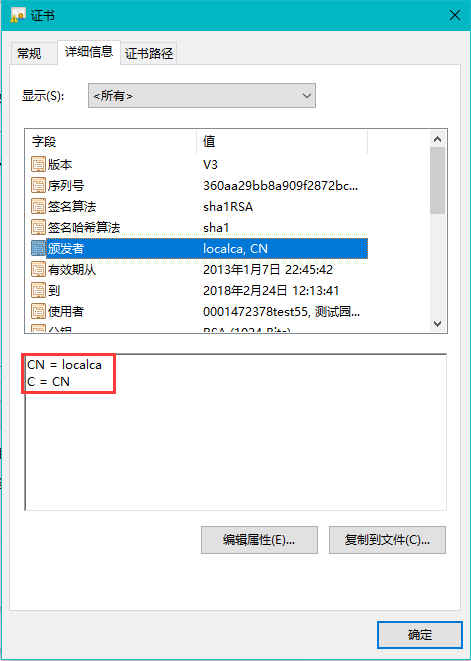 证书
常规
详细信息
证书路径
显示(S):
<所有>
字段 值
版本 V3
序列号 360aa29bb8a909f2872bc...
签名算法 sha1RSA
签名哈希算法 sha1
颁发者 localca, CN
有效期从 2013年1月7日 22:45:42
到 2018年2月24日 12:13:41
使用者 0001472378test55, 测试园...
公钥 RSA (1024 Bits)
CN = localca
C = CN
编辑属性(E)...
复制到文件(C)...
确定